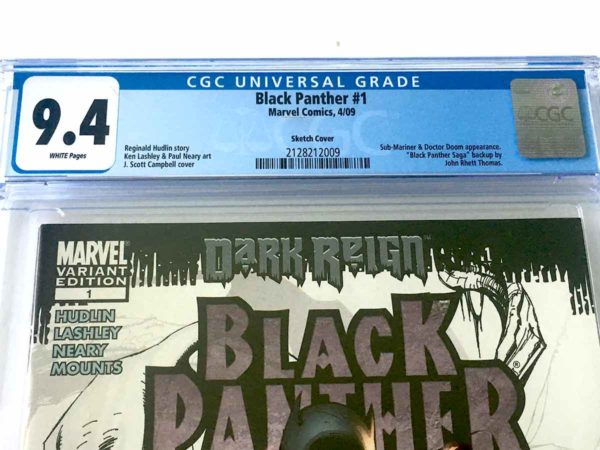 CGC UNIVERSAL GRADE
9.4
WHITE Pages
Black Panther #1
Marvel Comics, 4/09
Sketch Cover
Reginald Hudlin story
Ken Lashley & Paul Neary art
J. Scott Campbell cover
2128212009
Sub-Mariner & Doctor Doom appearance.
"Black Panther Saga" backup by
John Rhett Thomas.
CGC
CGC
MARVEL
VARIANT
EDITION
1
HUDLIN
LASHLEY
NEARY
MOUNTS
DARK REIGN™
BLACK
PANTHER
®